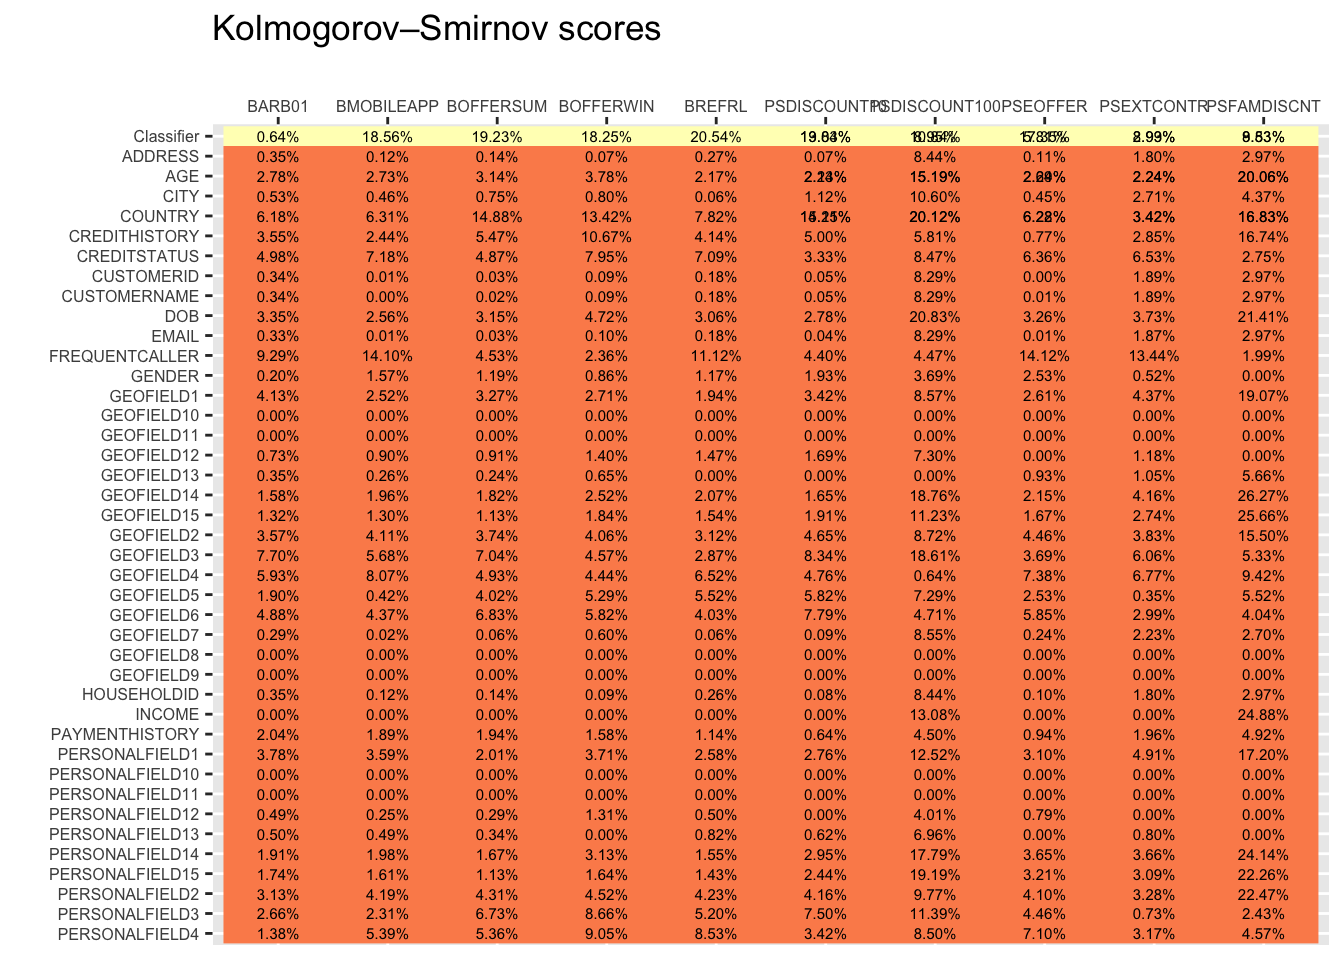 Kolmogorov–Smirnov scores
BARB01 BMOBILEAPP BOFFERSUM BOFFERWIN BREFRL PSDISCOUNT10 PSDISCOUNT100 PSEOFFER PSEXTCONTR PSFAMDISCNT
Classifier 0.64% 18.56% 19.23% 18.25% 20.54%
ADDRESS 0.35% 0.12% 0.14% 0.07% 0.27% 0.07% 8.44% 0.11% 1.80% 2.97%
AGE 2.78% 2.73% 3.14% 3.78% 2.17% 15.19% 2.24% 20.06%
CITY 0.53% 0.46% 0.75% 0.80% 0.06% 1.12% 10.60% 0.45% 2.71% 4.37%
COUNTRY 6.18% 6.31% 14.88% 13.42% 7.82% 20.12% 3.42% 16.83%
CREDITHISTORY 3.55% 2.44% 5.47% 10.67% 4.14% 5.00% 5.81% 0.77% 2.85% 16.74%
CREDITSTATUS 4.98% 7.18% 4.87% 7.95% 7.09% 3.33% 8.47% 6.36% 6.53% 2.75%
CUSTOMERID 0.34% 0.01% 0.03% 0.09% 0.18% 0.05% 8.29% 0.00% 1.89% 2.97%
CUSTOMERNAME 0.34% 0.00% 0.02% 0.09% 0.18% 0.05% 8.29% 0.01% 1.89% 2.97%
DOB 3.35% 2.56% 3.15% 4.72% 3.06% 2.78% 20.83% 3.26% 3.73% 21.41%
EMAIL 0.33% 0.01% 0.03% 0.10% 0.18% 0.04% 8.29% 0.01% 1.87% 2.97%
FREQUENTCALLER 9.29% 14.10% 4.53% 2.36% 11.12% 4.40% 4.47% 14.12% 13.44% 1.99%
GENDER 0.20% 1.57% 1.19% 0.86% 1.17% 1.93% 3.69% 2.53% 0.52% 0.00%
GEOFIELD1 4.13% 2.52% 3.27% 2.71% 1.94% 3.42% 8.57% 2.61% 4.37% 19.07%
GEOFIELD10 0.00% 0.00% 0.00% 0.00% 0.00% 0.00% 0.00% 0.00% 0.00% 0.00%
GEOFIELD11 0.00% 0.00% 0.00% 0.00% 0.00% 0.00% 0.00% 0.00% 0.00% 0.00%
GEOFIELD12 0.73% 0.90% 0.91% 1.40% 1.47% 1.69% 7.30% 0.00% 1.18% 0.00%
GEOFIELD13 0.35% 0.26% 0.24% 0.65% 0.00% 0.00% 0.00% 0.93% 1.05% 5.66%
GEOFIELD14 1.58% 1.96% 1.82% 2.52% 2.07% 1.65% 18.76% 2.15% 4.16% 26.27%
GEOFIELD15 1.32% 1.30% 1.13% 1.84% 1.54% 1.91% 11.23% 1.67% 2.74% 25.66%
GEOFIELD2 3.57% 4.11% 3.74% 4.06% 3.12% 4.65% 8.72% 4.46% 3.83% 15.50%
GEOFIELD3 7.70% 5.68% 7.04% 4.57% 2.87% 8.34% 18.61% 3.69% 6.06% 5.33%
GEOFIELD4 5.93% 8.07% 4.93% 4.44% 6.52% 4.76% 0.64% 7.38% 6.77% 9.42%
GEOFIELD5 1.90% 0.42% 4.02% 5.29% 5.52% 5.82% 7.29% 2.53% 0.35% 5.52%
GEOFIELD6 4.88% 4.37% 6.83% 5.82% 4.03% 7.79% 4.71% 5.85% 2.99% 4.04%
GEOFIELD7 0.29% 0.02% 0.06% 0.60% 0.06% 0.09% 8.55% 0.24% 2.23% 2.70%
GEOFIELD8 0.00% 0.00% 0.00% 0.00% 0.00% 0.00% 0.00% 0.00% 0.00% 0.00%
GEOFIELD9 0.00% 0.00% 0.00% 0.00% 0.00% 0.00% 0.00% 0.00% 0.00% 0.00%
HOUSEHOLDID 0.35% 0.12% 0.14% 0.09% 0.26% 0.08% 8.44% 0.10% 1.80% 2.97%
INCOME 0.00% 0.00% 0.00% 0.00% 0.00% 0.00% 13.08% 0.00% 0.00% 24.88%
PAYMENTHISTORY 2.04% 1.89% 1.94% 1.58% 1.14% 0.64% 4.50% 0.94% 1.96% 4.92%
PERSONALFIELD1 3.78% 3.59% 2.01% 3.71% 2.58% 2.76% 12.52% 3.10% 4.91% 17.20%
PERSONALFIELD10 0.00% 0.00% 0.00% 0.00% 0.00% 0.00% 0.00% 0.00% 0.00% 0.00%
PERSONALFIELD11 0.00% 0.00% 0.00% 0.00% 0.00% 0.00% 0.00% 0.00% 0.00% 0.00%
PERSONALFIELD12 0.49% 0.25% 0.29% 1.31% 0.50% 0.00% 4.01% 0.79% 0.00% 0.00%
PERSONALFIELD13 0.50% 0.49% 0.34% 0.00% 0.82% 0.62% 6.96% 0.00% 0.80% 0.00%
PERSONALFIELD14 1.91% 1.98% 1.67% 3.13% 1.55% 2.95% 17.79% 3.65% 3.66% 24.14%
PERSONALFIELD15 1.74% 1.61% 1.13% 1.64% 1.43% 2.44% 19.19% 3.21% 3.09% 22.26%
PERSONALFIELD2 3.13% 4.19% 4.31% 4.52% 4.23% 4.16% 9.77% 4.10% 3.28% 22.47%
PERSONALFIELD3 2.66% 2.31% 6.73% 8.66% 5.20% 7.50% 11.39% 4.46% 0.73% 2.43%
PERSONALFIELD4 1.38% 5.39% 5.36% 9.05% 8.53% 3.42% 8.50% 7.10% 3.17% 4.57%